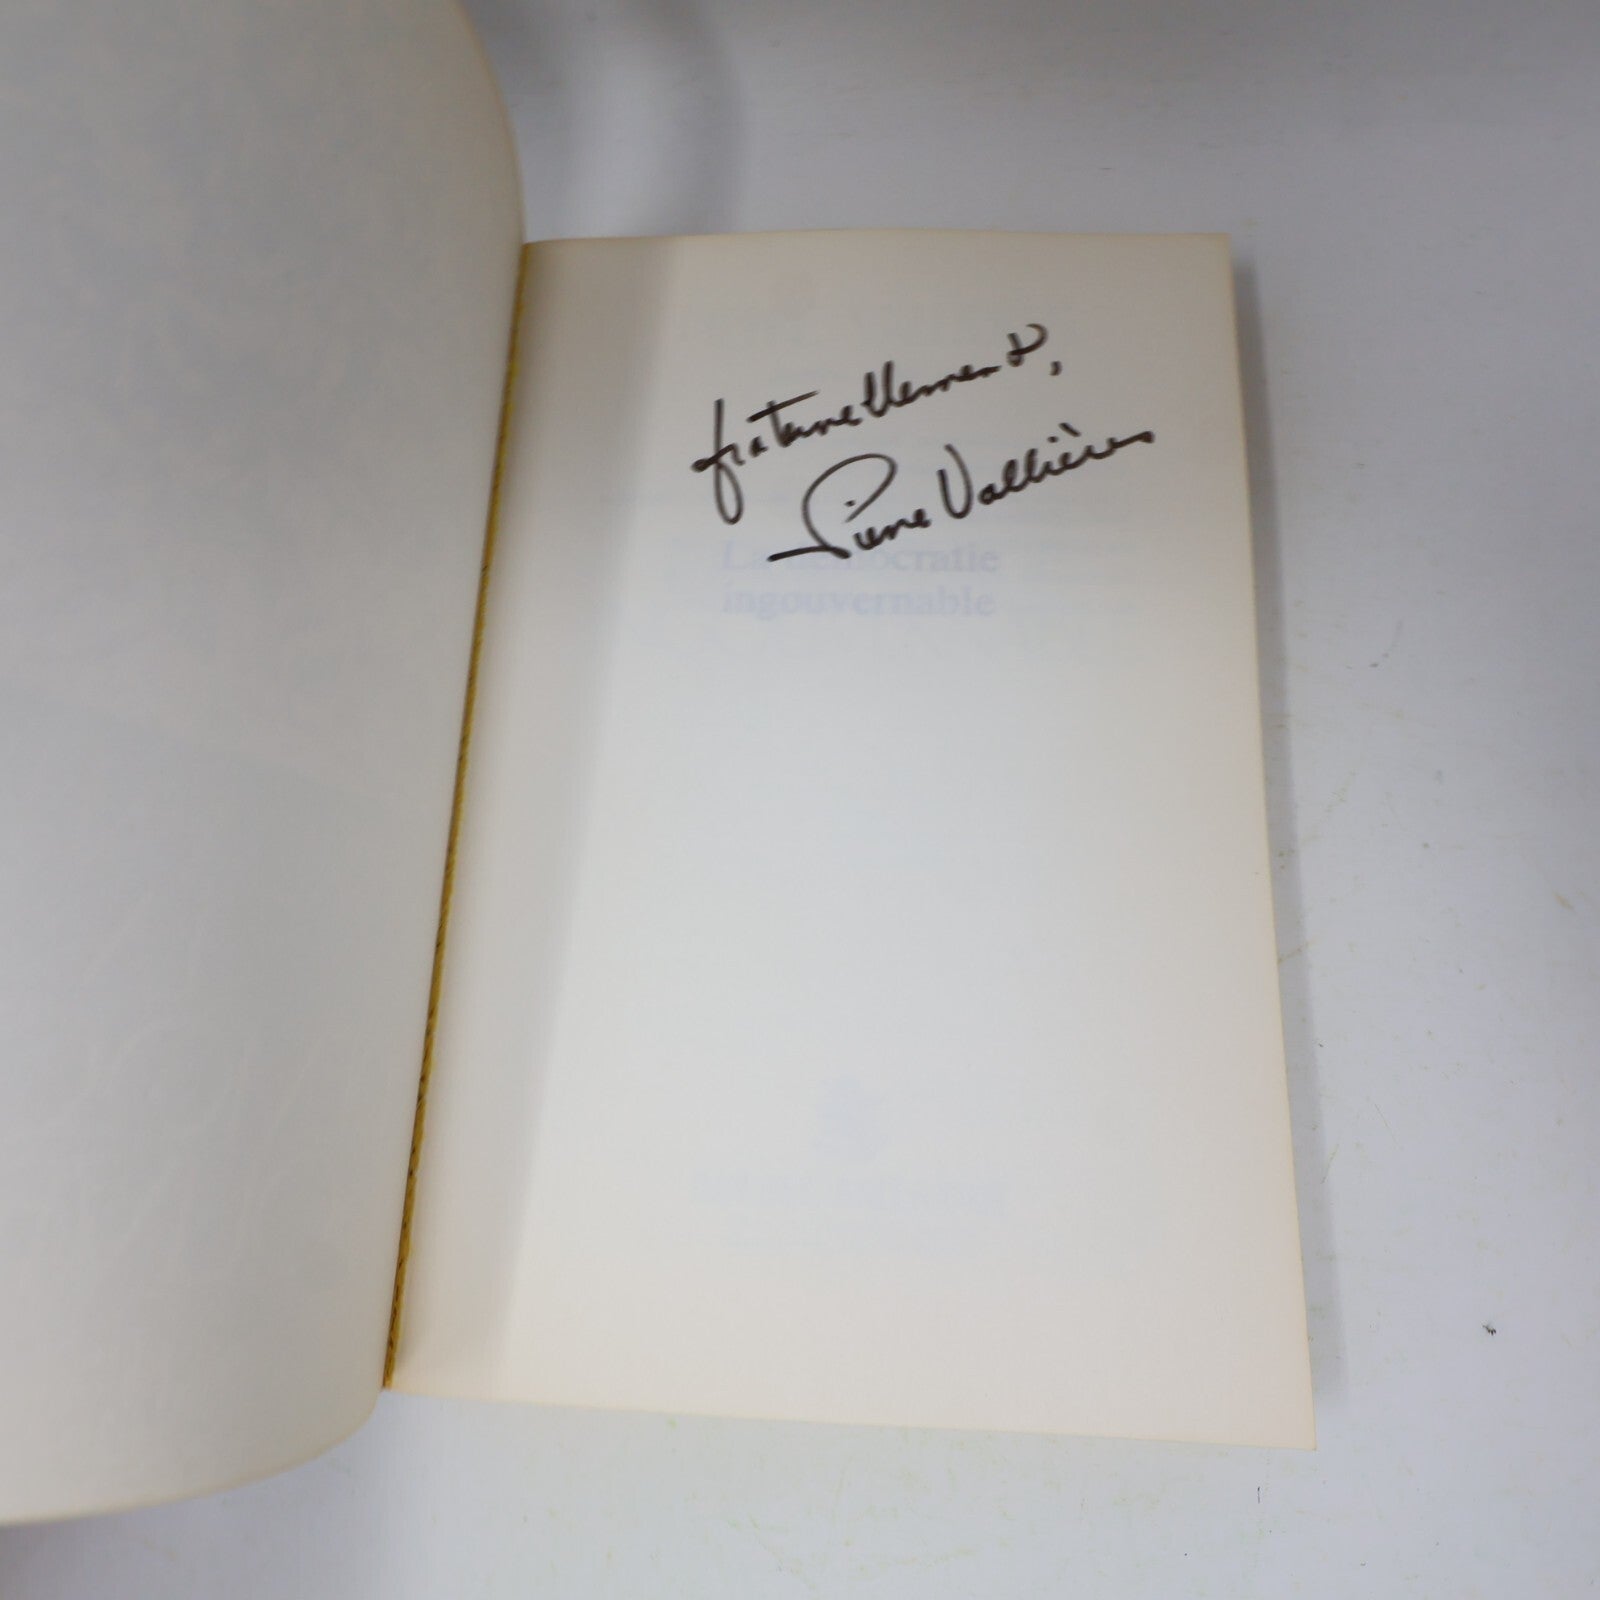 fraternellement,
Pierre Vallières
La démocratie
ingouvernable